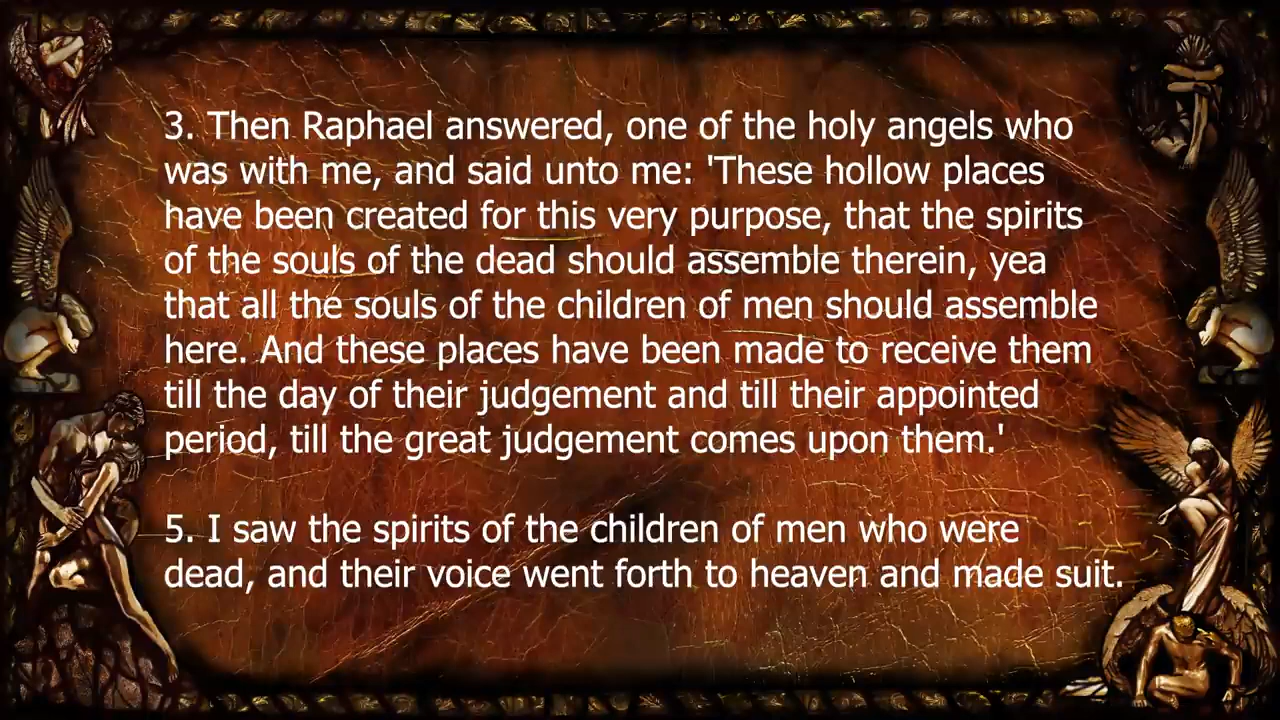 3. Then Raphael answered, one of the holy angels who
was with me, and said unto me: 'These hollow places
have been created for this very purpose, that the spirits
of the souls of the dead should assemble therein, yea
that all the souls of the children of men should assemble
here. And these places have been made to receive them
till the day of their judgement and till their appointed
period, till the great judgement comes upon them.'
5. I saw the spirits of the children of men who were
dead, and their voice went forth to heaven and made suit.